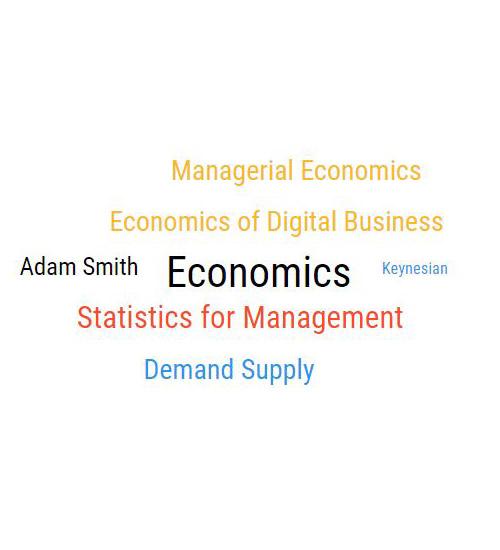 Managerial Economics
Economics of Digital Business
Adam Smith Economics Keynesian
Statistics for Management
Demand Supply